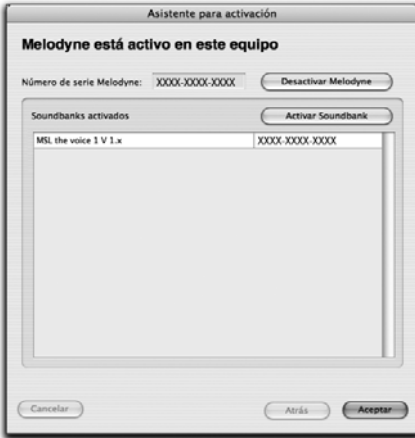 Asistente para activación
Melodyne está activo en este equipo
Número de serie Melodyne: XXXX-XXXX-XXXX Desactivar Melodyne
Soundbanks activados Activar Soundbank
MSL the voice 1 V 1.x XXXX-XXXX-XXXX
Cancelar Atrás Aceptar